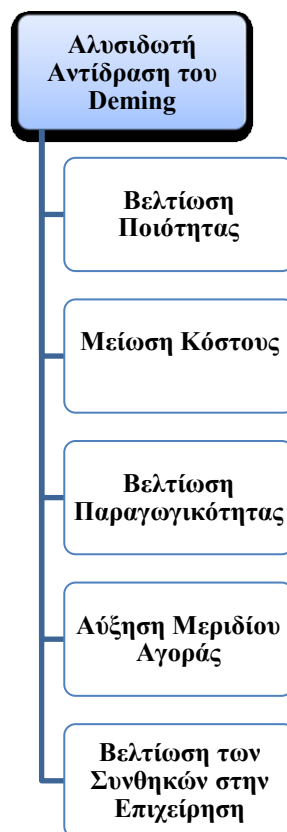 Αλυσιδωτή
Αντίδραση του
Deming
Βελτίωση
Ποιότητας
Μείωση Κόστους
Βελτίωση
Παραγωγικότητας
Αύξηση Μεριδίου
Αγοράς
Βελτίωση των
Συνθηκών στην
Επιχείρηση